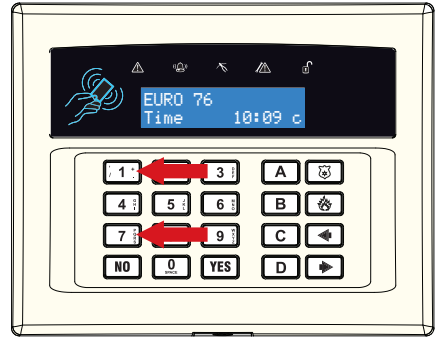 EURO 76
Time 10:09 c
1 3 A
4 5 6 B
7 9 C
NO 0 YES D
SPACE